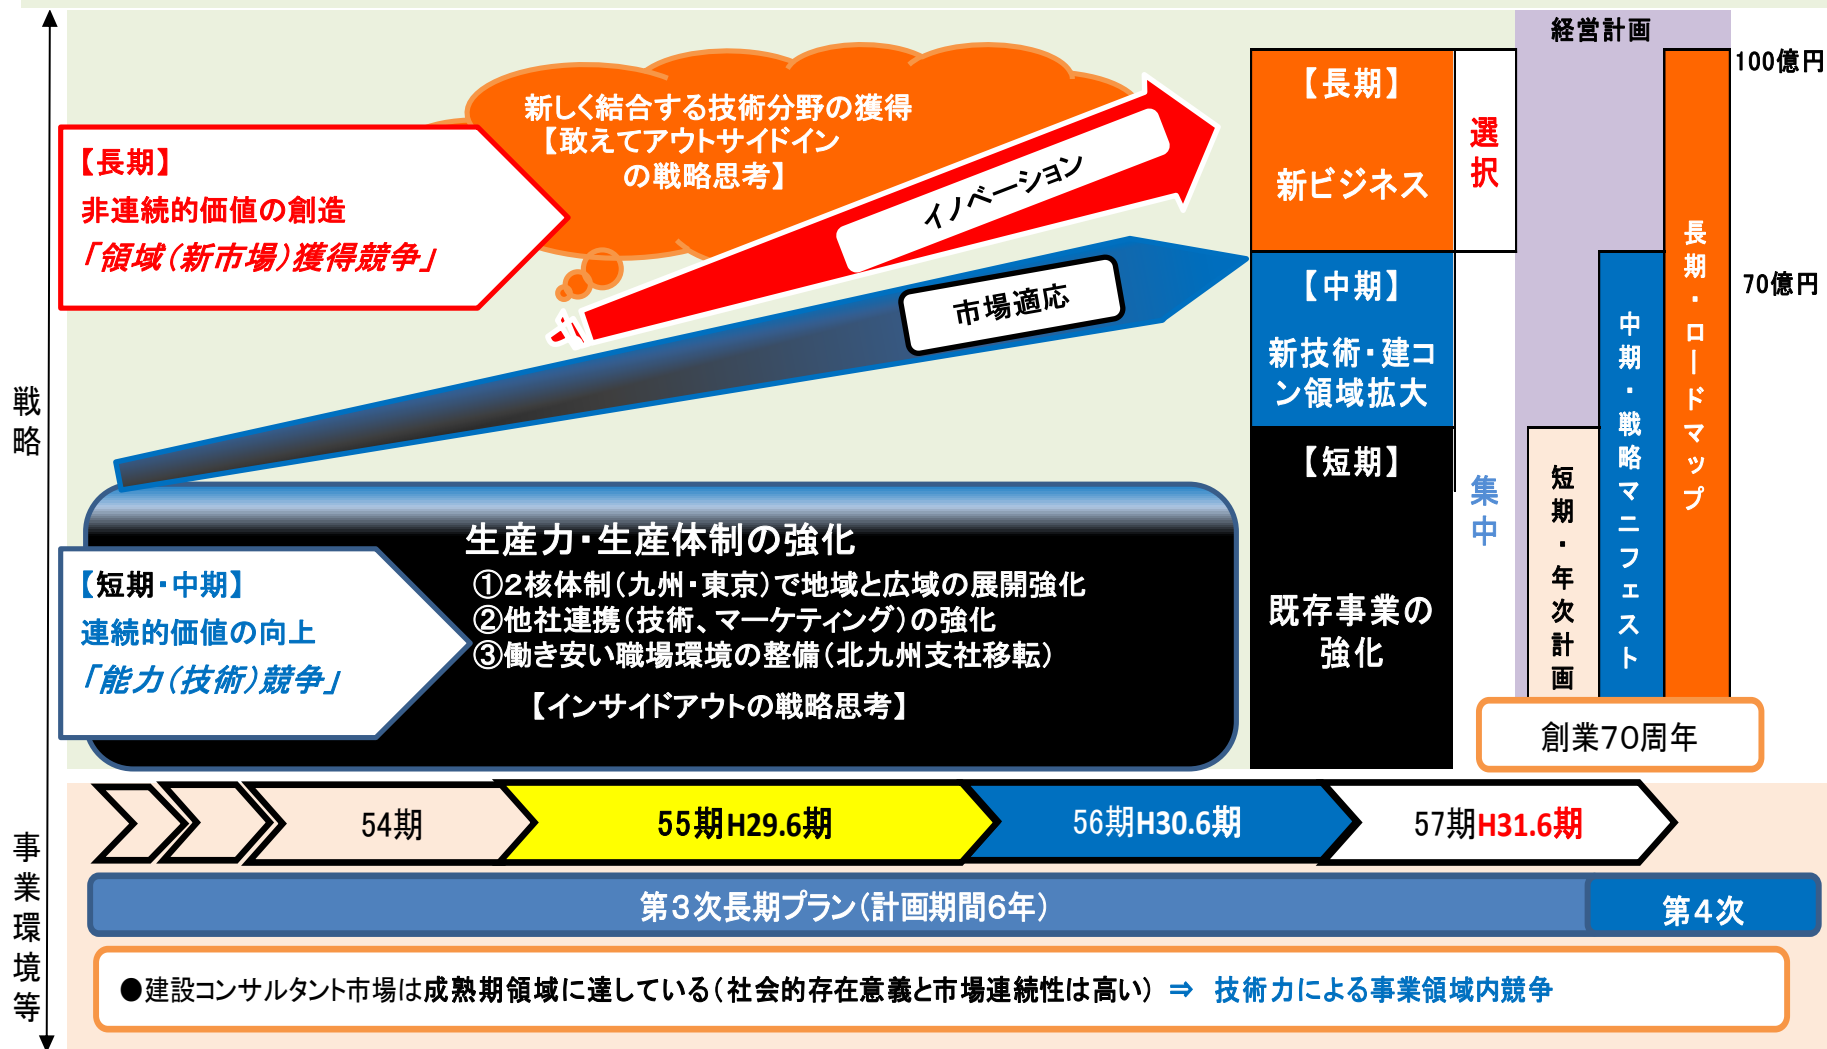 経営計画
100億円
70億円
戦略
新しく結合する技術分野の獲得
【敢えてアウトサイドイン
の戦略思考】
【長期】
非連続的価値の創造
「領域（新市場）獲得競争」
イノベーション
市場適応
【長期】
新ビジネス
選択
【中期】
新技術・建コ
ン領域拡大
【短期】
既存事業の
強化
集中
短期・年次計画
中期・戦略マニフェスト
長期・ロードマップ
創業70周年
生産力・生産体制の強化
①２核体制（九州・東京）で地域と広域の展開強化
②他社連携（技術、マーケティング）の強化
③働き安い職場環境の整備（北九州支社移転）
【インサイドアウトの戦略思考】
【短期・中期】
連続的価値の向上
「能力（技術）競争」
事業環境等
54期
55期H29.6期
56期H30.6期
57期H31.6期
第３次長期プラン（計画期間６年）
第４次
●建設コンサルタント市場は成熟期領域に達している（社会的存在意義と市場連続性は高い） ⇒ 技術力による事業領域内競争